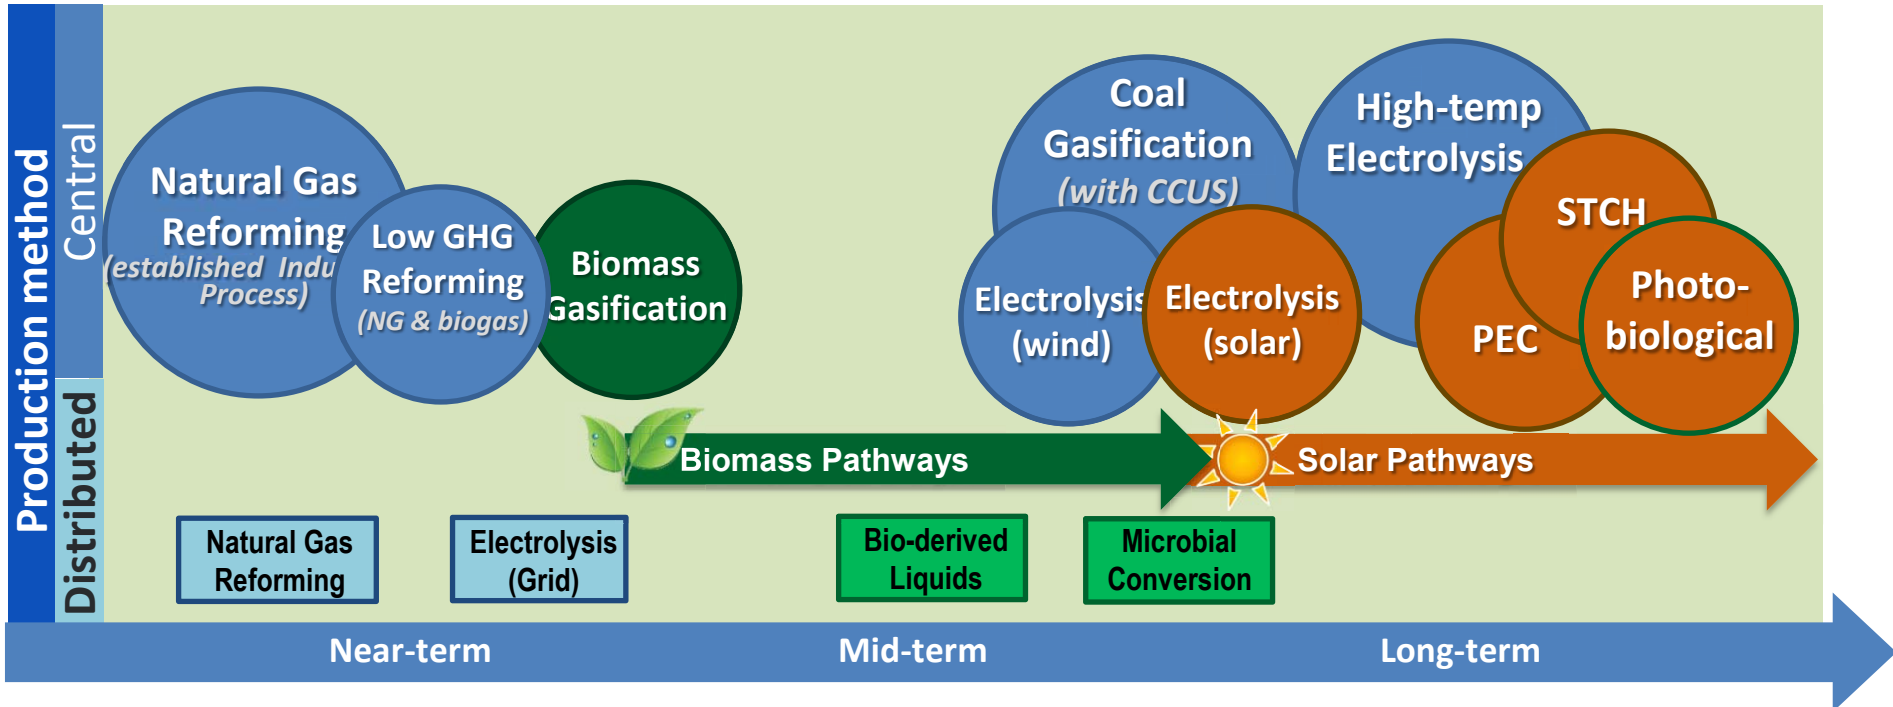 Production method
Central
Distributed
Natural Gas
Reforming
(established Indu
Process)
Low GHG
Reforming
(NG & biogas)
Biomass
Gasification
Coal
Gasification
(with CCUS)
Electrolysis
(wind)
Electrolysis
(solar)
High-temp
Electrolysis
STCH
PEC
Photo-
biological
Biomass Pathways
Solar Pathways
Natural Gas
Reforming
Electrolysis
(Grid)
Bio-derived
Liquids
Microbial
Conversion
Near-term
Mid-term
Long-term